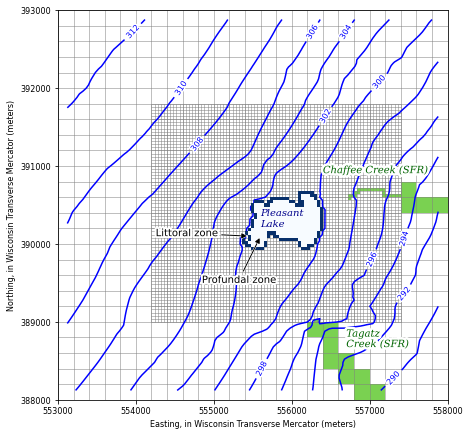 393000
392000
391000
390000
389000
388000
Northing, in Wisconsin Transverse Mercator (meters)
312
310
308
306
304
302
300
298
296
294
292
290
Chaffee Creek (SFR)
Pleasant
Lake
Littoral zone
Profundal zone
Tagatz
Creek (SFR)
553000
554000
555000
556000
557000
558000
Easting, in Wisconsin Transverse Mercator (meters)